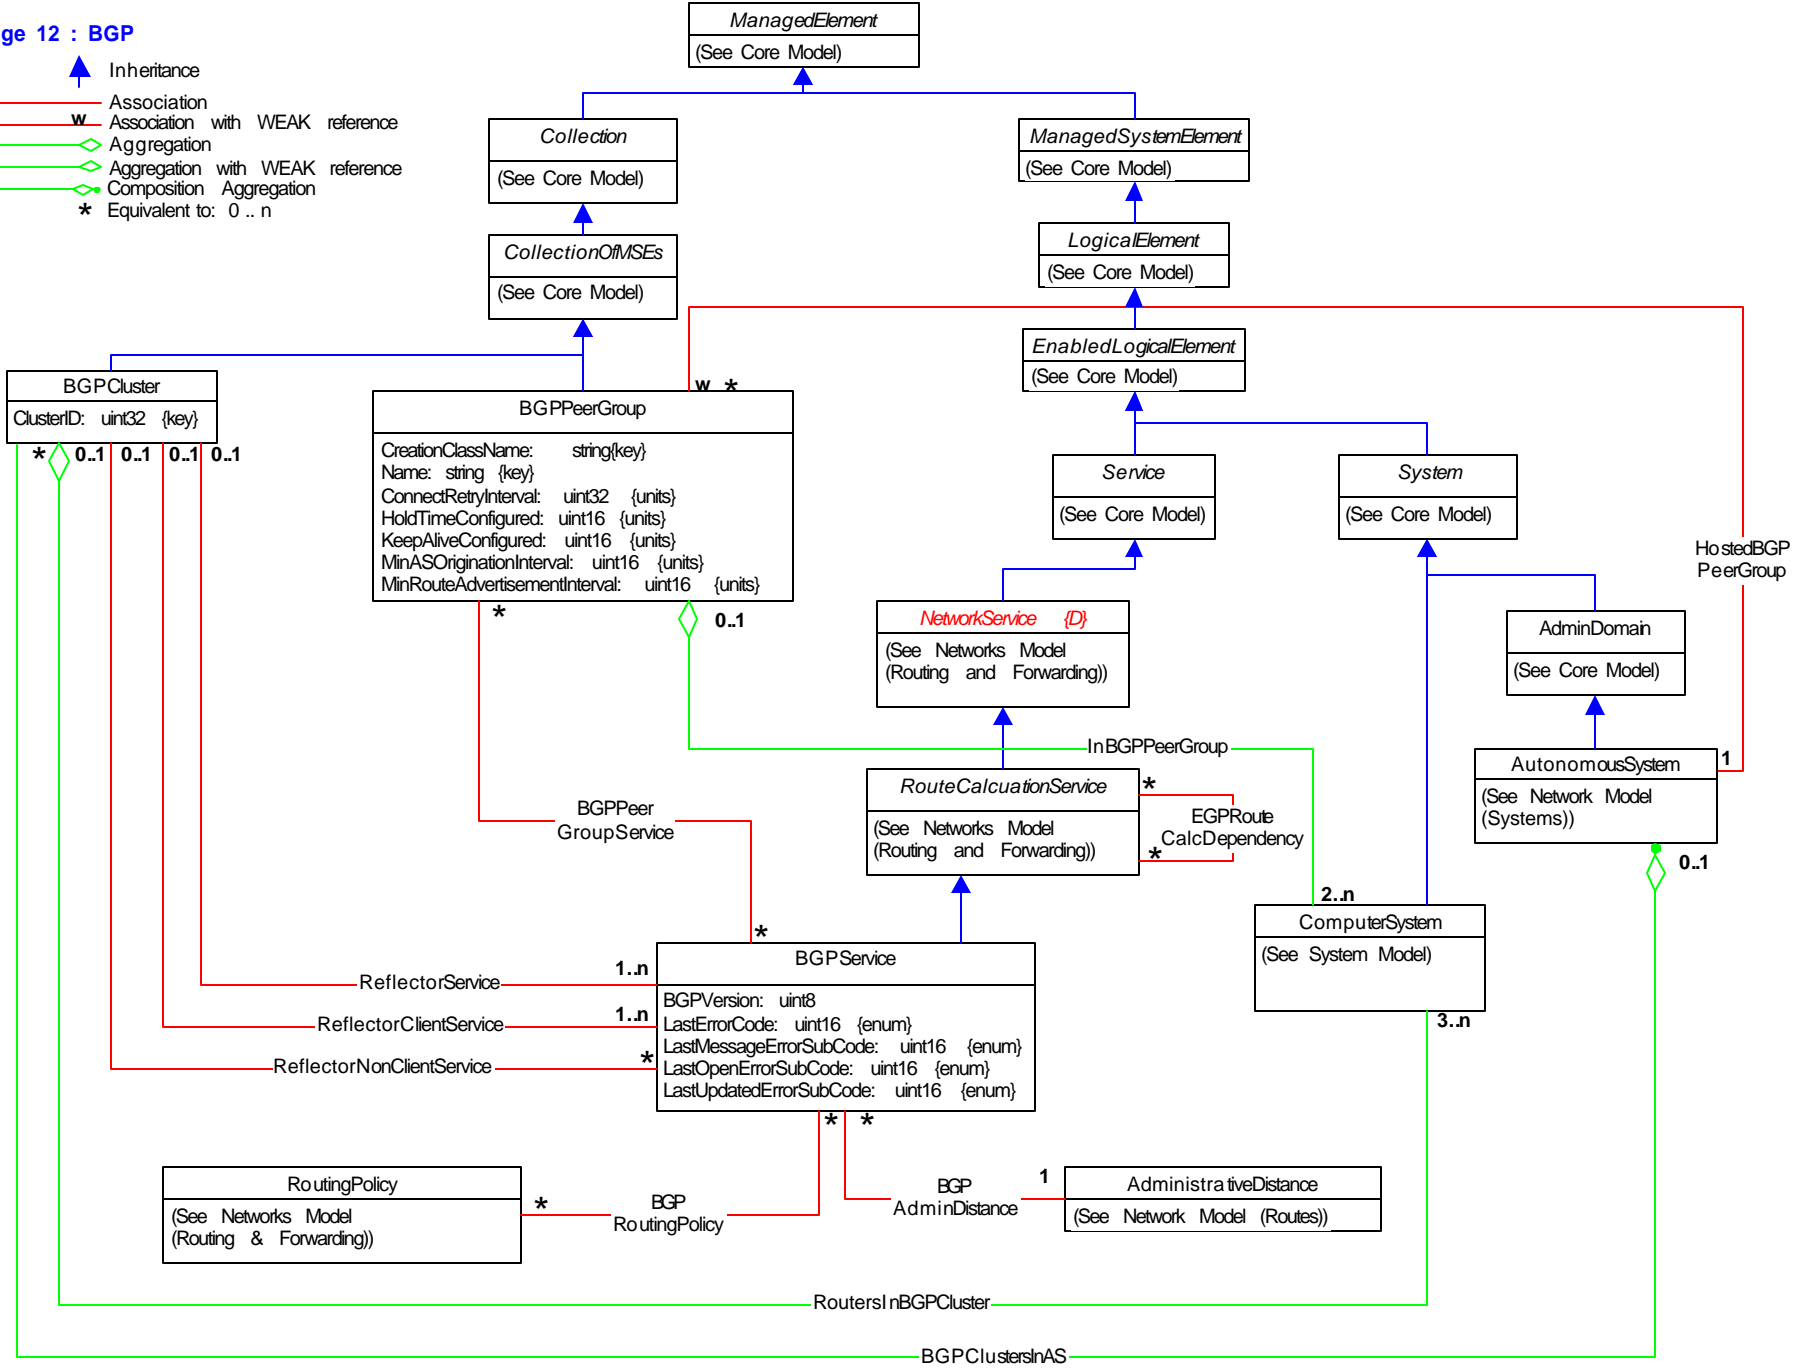 ge 12 : BGP
Inheritance
Association
w Association with WEAK reference
Aggregation
Aggregation with WEAK reference
Composition Aggregation
* Equivalent to: 0 .. n
ManagedElement
(See Core Model)
Collection
(See Core Model)
ManagedSystemElement
(See Core Model)
CollectionOfMSEs
(See Core Model)
LogicalElement
(See Core Model)
EnabledLogicalElement
(See Core Model)
BGPCluster
ClusterID: uint32 {key}
* 0..1 0..1 0..1 0..1
w *
BGPPeerGroup
CreationClassName: string{key}
Name: string {key}
ConnectRetryInterval: uint32 {units}
HoldTimeConfigured: uint16 {units}
KeepAliveConfigured: uint16 {units}
MinASOriginationInterval: uint16 {units}
MinRouteAdvertisementInterval: uint16 {units}
* 0..1
Service
(See Core Model)
System
(See Core Model)
HostedBGP
PeerGroup
NetworkService {D}
(See Networks Model
(Routing and Forwarding))
AdminDomain
(See Core Model)
InBGPPeerGroup
AutonomousSystem
(See Network Model
(Systems))
1
0..1
RouteCalcuationService
(See Networks Model
(Routing and Forwarding))
*
EGPRoute
CalcDependency
*
BGPPeer
GroupService
*
2..n
ComputerSystem
(See System Model)
3..n
BGPService
BGPVersion: uint8
LastErrorCode: uint16 {enum}
LastMessageErrorSubCode: uint16 {enum}
LastOpenErrorSubCode: uint16 {enum}
LastUpdatedErrorSubCode: uint16 {enum}
ReflectorService 1..n
ReflectorClientService 1..n
ReflectorNonClientService *
* *
RoutingPolicy
(See Networks Model
(Routing & Forwarding))
*
BGP
RoutingPolicy
BGP
AdminDistance
1
AdministrativeDistance
(See Network Model (Routes))
RoutersInBGPCluster
BGPClustersInAS